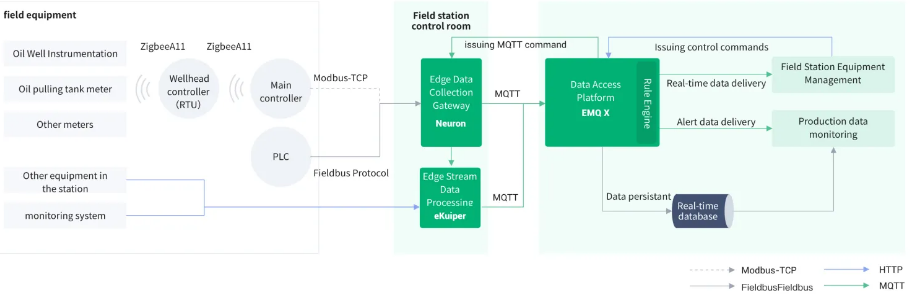 field equipment
Oil Well Instrumentation
Oil pulling tank meter
Other meters
Other equipment in
the station
monitoring system
ZigbeeA11
ZigbeeA11
Wellhead
controller
(RTU)
Main
controller
PLC
Modbus-TCP
Fieldbus Protocol
Field station
control room
Edge Data
Collection
Gateway
Neuron
Edge Stream
Data
Processing
eKuiper
issuing MQTT command
MQTT
MQTT
Data Access
Platform
EMQ X
Rule Engine
Issuing control commands
Real-time data delivery
Alert data delivery
Data persistant
Real-time
database
Field Station Equipment
Management
Production data
monitoring
Modbus-TCP
HTTP
FieldbusFieldbus
MQTT